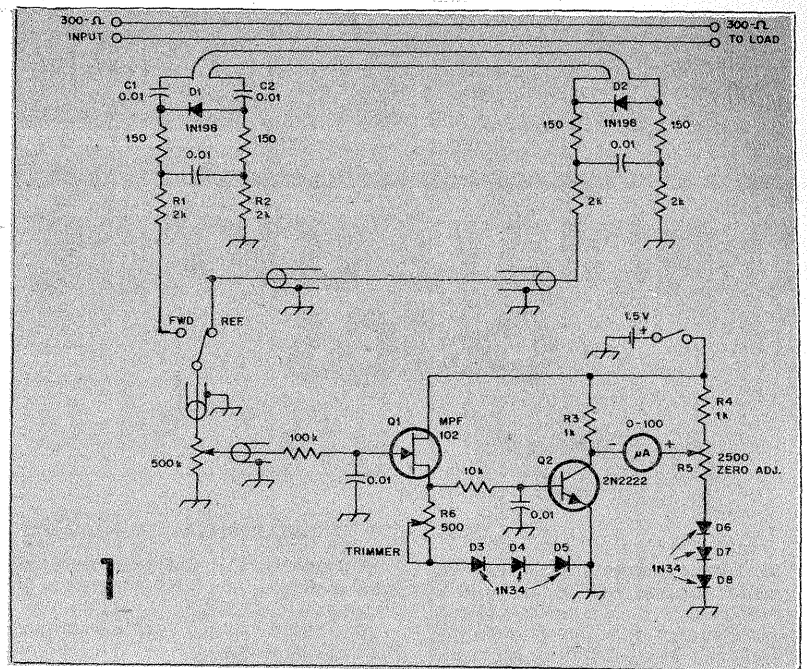 300-Ω
INPUT
300-Ω
TO LOAD
C1
0.01
D1
C2
0.01
1N198
150
150
0.01
R1
2k
R2
2k
D2
1N198
150
150
0.01
2k
2k
FWD
REF.
500k
100k
0.01
Q1
MPF
102
R6
500
TRIMMER
10k
0.01
D3
D4
D5
1N34
Q2
2N2222
R3
1k
1.5V
+
0-100
-
μA
+
R4
1k
R5
2500
ZERO ADJ.
1N34
D6
D7
D8
1